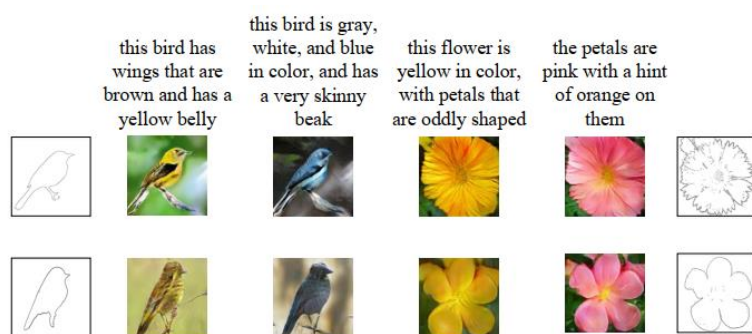 this bird has
wings that are
brown and has a
yellow belly
this bird is gray,
white, and blue
in color, and has
a very skinny
beak
this flower is
yellow in color,
with petals that
are oddly shaped
the petals are
pink with a hint
of orange on
them